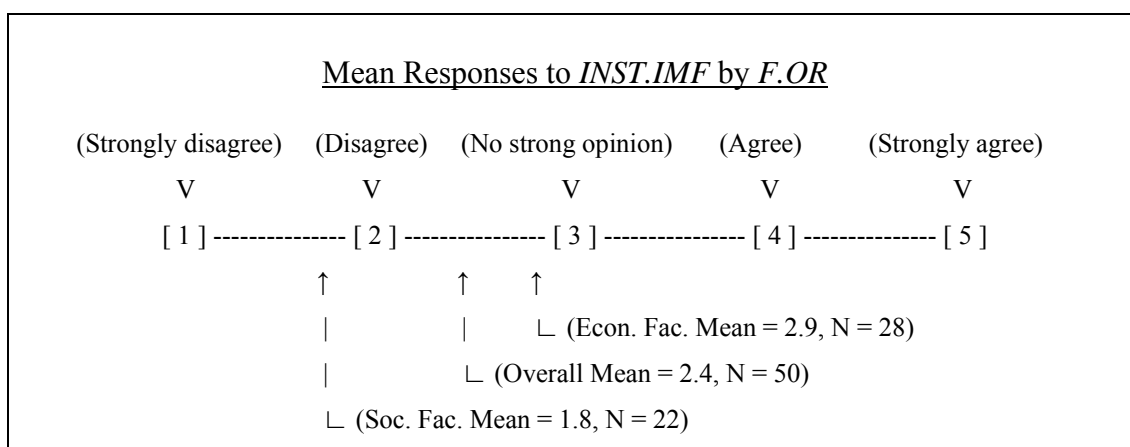 Mean Responses to INST.IMF by F.OR
(Strongly disagree) (Disagree) (No strong opinion) (Agree) (Strongly agree)
V V V V V
[ 1 ] --------------- [ 2 ] ---------------- [ 3 ] ---------------- [ 4 ] --------------- [ 5 ]
↑ ↑ ↑
| | ∟ (Econ. Fac. Mean = 2.9, N = 28)
| ∟ (Overall Mean = 2.4, N = 50)
∟ (Soc. Fac. Mean = 1.8, N = 22)